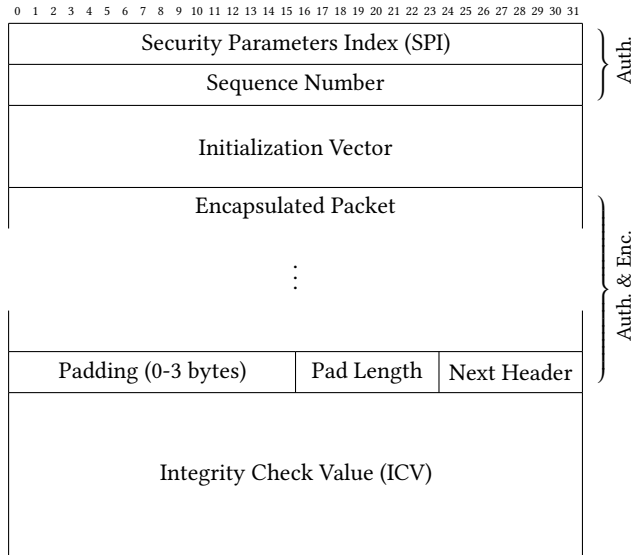 0 1 2 3 4 5 6 7 8 9 10 11 12 13 14 15 16 17 18 19 20 21 22 23 24 25 26 27 28 29 30 31
Security Parameters Index (SPI)
Sequence Number
Auth.
Initialization Vector
Encapsulated Packet
⋮
Auth. & Enc.
Padding (0-3 bytes) Pad Length Next Header
Integrity Check Value (ICV)